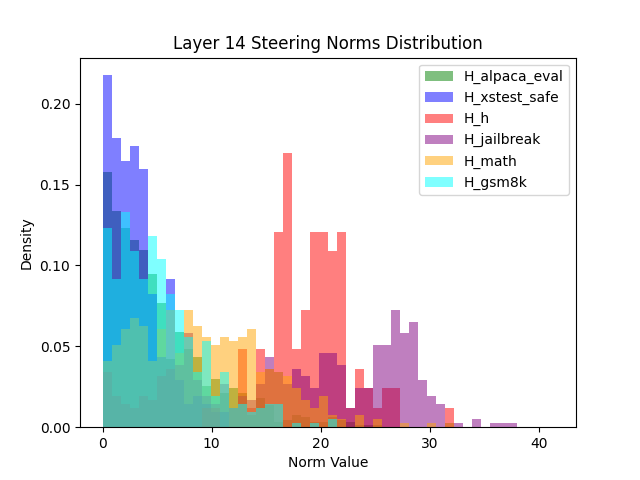 Layer 14 Steering Norms Distribution
H_alpaca_eval
H_xstest_safe
H_h
H_jailbreak
H_math
H_gsm8k
Density
0.20
0.15
0.10
0.05
0.00
0
10
20
30
40
Norm Value